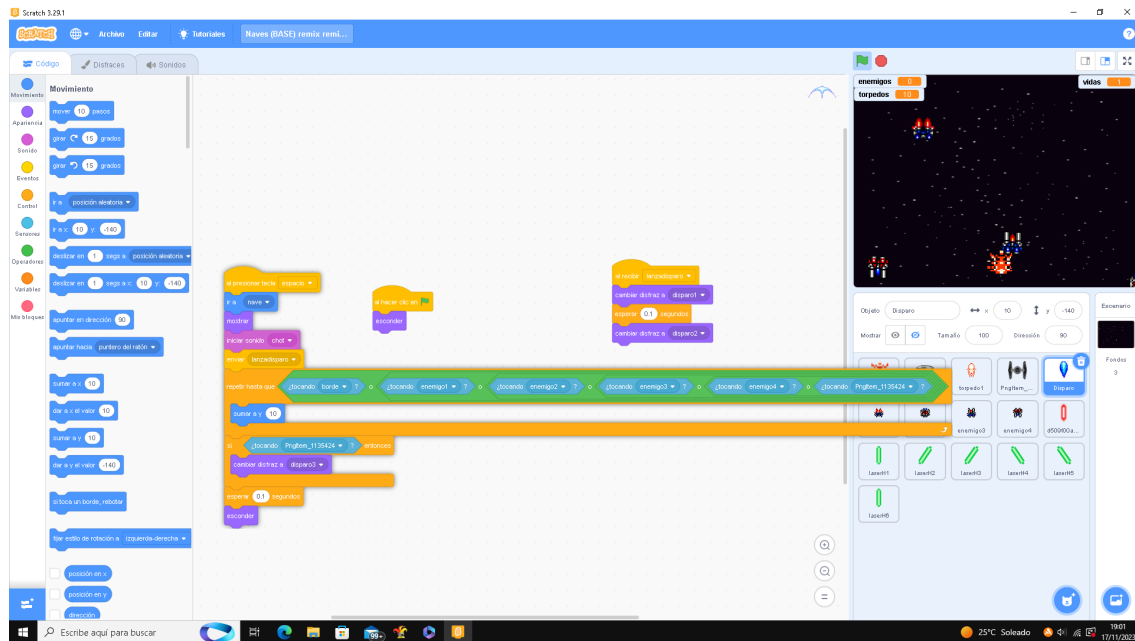 Scratch 3.29.1
SCRATCH
Archivo
Editar
Tutoriales
Naves (BASE) remix remi...
Código
Disfraces
Sonidos
Movimiento
Apariencia
Sonido
Eventos
Control
Sensores
Operadores
Variables
Mis bloques
Movimiento
mover 10 pasos
girar 15 grados
girar 15 grados
ir a posición aleatoria
ir a x: 10 y: -140
deslizar en 1 segs a posición aleatoria
deslizar en 1 segs a x: 10 y: -140
apuntar en dirección 90
apuntar hacia puntero del ratón
sumar a x 10
dar a x el valor 10
sumar a y 10
dar a y el valor -140
si toca un borde, rebotar
fijar estilo de rotación a izquierda-derecha
posición en x
posición en y
dirección
al presionar tecla espacio
ir a nave
mostrar
iniciar sonido chot
enviar lanzadisparo
repetir hasta que ¿tocando borde ? o ¿tocando enemigo1 ? o ¿tocando enemigo2 ? o ¿tocando enemigo3 ? o ¿tocando enemigo4 ? o ¿tocando PngItem_1135424 ?
sumar a y 10
si ¿tocando PngItem_1135424 ? entonces
cambiar disfraz a disparo3
esperar 0.1 segundos
esconder
al hacer clic en
esconder
al recibir lanzadisparo
cambiar disfraz a disparo1
esperar 0.1 segundos
cambiar disfraz a disparo2
enemigos 0
torpedos 10
vidas 1
Objeto Disparo x 10 y -140
Mostrar Tamaño 100 Dirección 90
torpedo1
PngItem_...
Disparo
enemigo3
enemigo4
d509f00a...
laserH1
laserH2
laserH3
laserH4
laserH5
laserH6
Escenario
Fondos
3
Escribe aquí para buscar
99+
25°C Soleado
19:01
17/11/2023